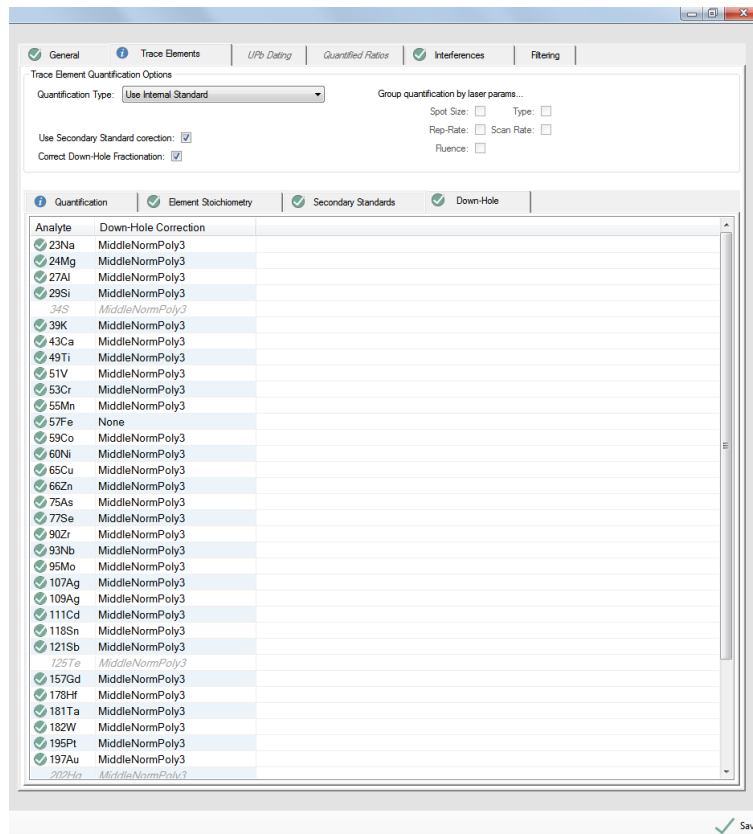 General
Trace Elements
UPb Dating
Quantified Ratios
Interferences
Filtering
Trace Element Quantification Options
Quantification Type: Use Internal Standard
Group quantification by laser params...
Spot Size:
Type:
Rep-Rate:
Scan Rate:
Fluence:
Use Secondary Standard corection:
Correct Down-Hole Fractionation:
Quantification
Element Stoichiometry
Secondary Standards
Down-Hole
Analyte Down-Hole Correction
23Na MiddleNormPoly3
24Mg MiddleNormPoly3
27Al MiddleNormPoly3
29Si MiddleNormPoly3
34S MiddleNormPoly3
39K MiddleNormPoly3
43Ca MiddleNormPoly3
49Ti MiddleNormPoly3
51V MiddleNormPoly3
53Cr MiddleNormPoly3
55Mn MiddleNormPoly3
57Fe None
59Co MiddleNormPoly3
60Ni MiddleNormPoly3
65Cu MiddleNormPoly3
66Zn MiddleNormPoly3
75As MiddleNormPoly3
77Se MiddleNormPoly3
90Zr MiddleNormPoly3
93Nb MiddleNormPoly3
95Mo MiddleNormPoly3
107Ag MiddleNormPoly3
109Ag MiddleNormPoly3
111Cd MiddleNormPoly3
118Sn MiddleNormPoly3
121Sb MiddleNormPoly3
125Te MiddleNormPoly3
157Gd MiddleNormPoly3
178Hf MiddleNormPoly3
181Ta MiddleNormPoly3
182W MiddleNormPoly3
195Pt MiddleNormPoly3
197Au MiddleNormPoly3
202Hg MiddleNormPoly3
Sav